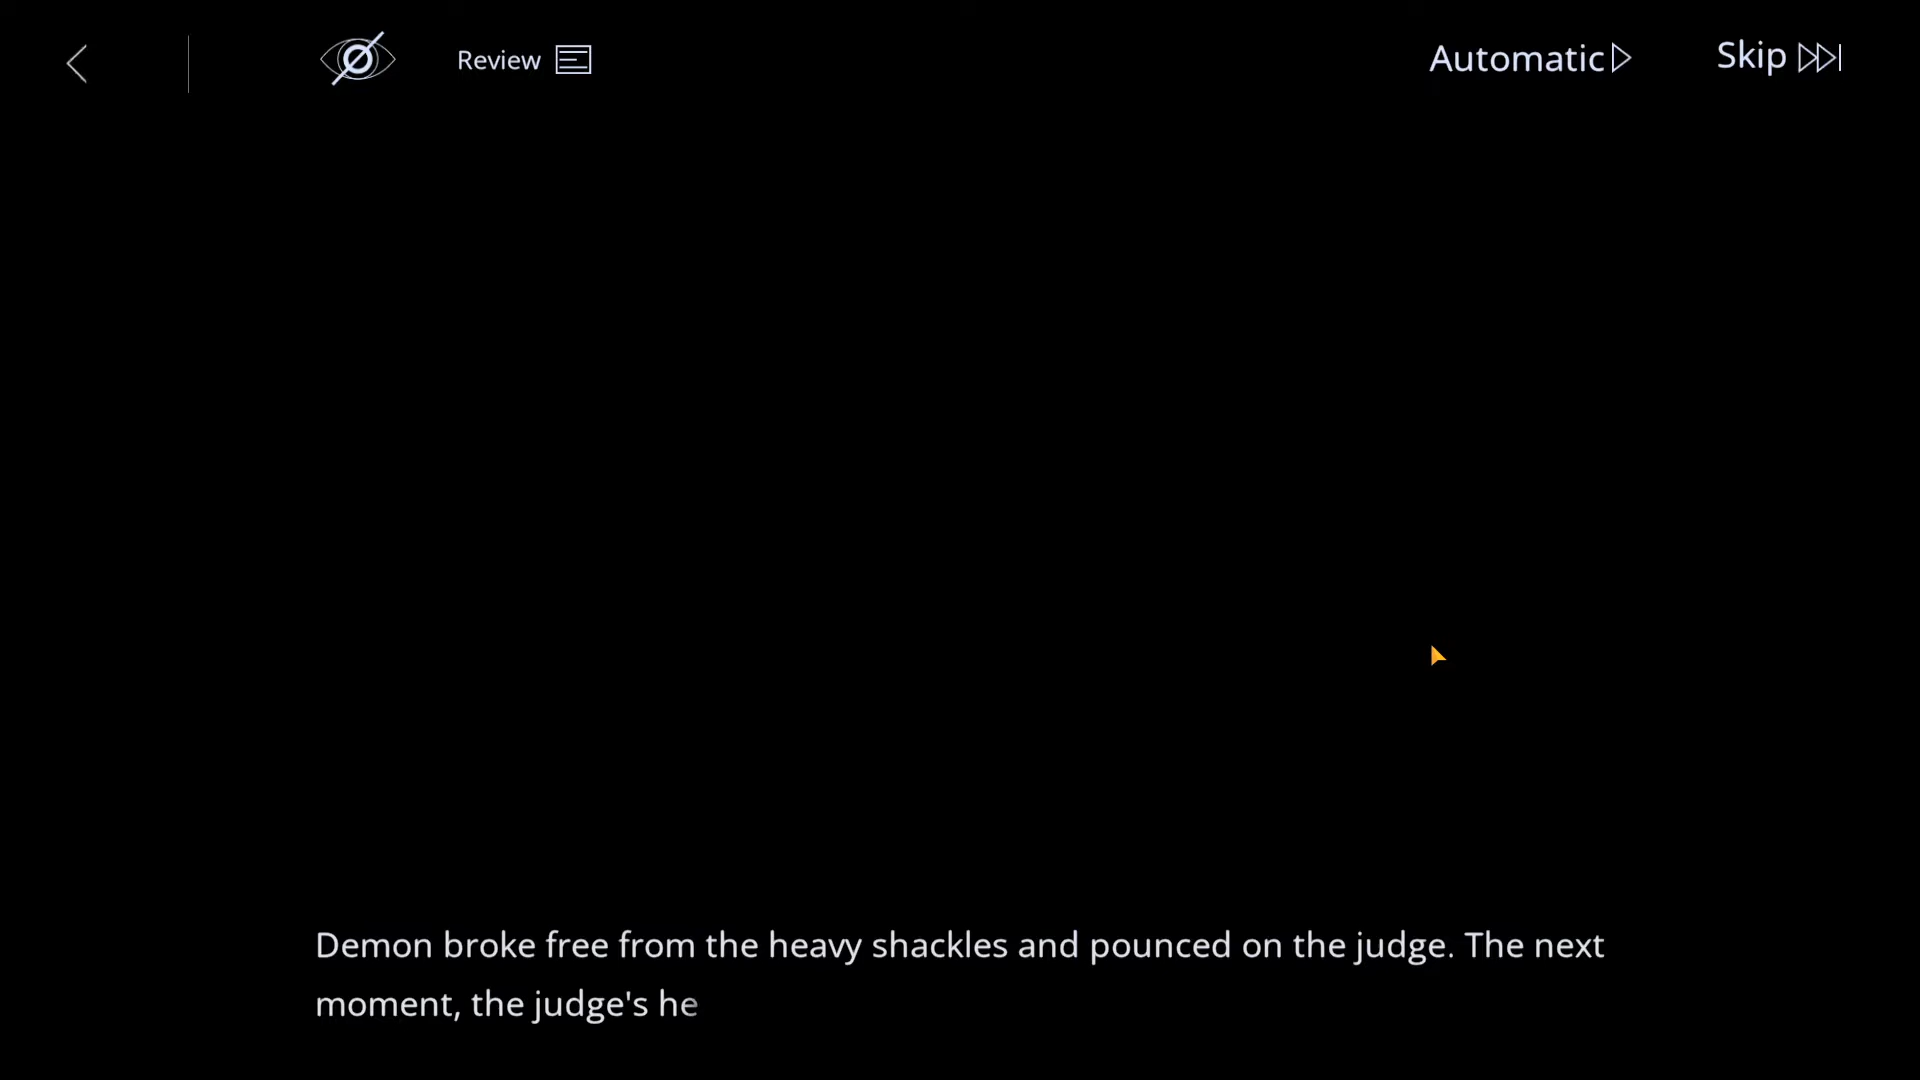 Review
Automatic
Skip
Demon broke free from the heavy shackles and pounced on the judge. The next
moment, the judge's he